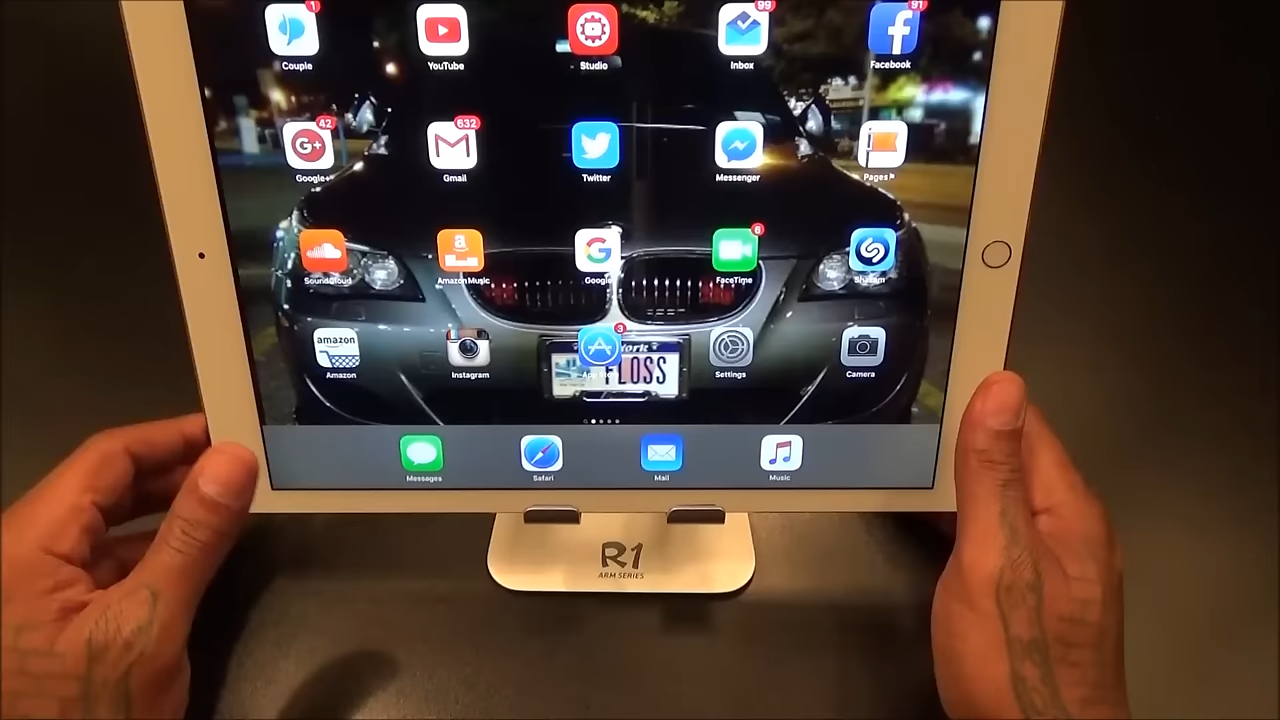 1
99
91
Couple
YouTube
Studio
Inbox
Facebook
42
632
G+
Google+
Gmail
Twitter
Messenger
Pages
6
a
G
SoundCloud
Amazon Music
Google
FaceTime
Shazam
3
amazon
York
FLOSS
Amazon
Instagram
Settings
Camera
Messages
Safari
Mail
Music
R1
ARM SERIES